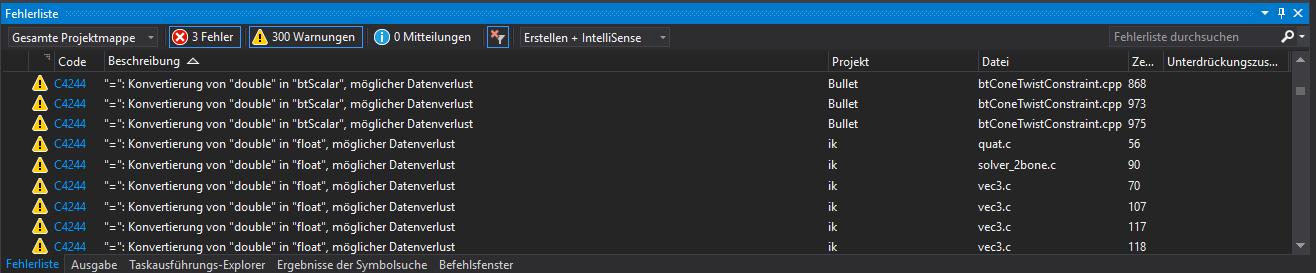 Fehlerliste
Gesamte Projektmappe 3 Fehler 300 Warnungen 0 Mitteilungen Erstellen + IntelliSense Fehlerliste durchsuchen
Code Beschreibung Projekt Datei Ze... Unterdrückungszus...
C4244 "=": Konvertierung von "double" in "btScalar", möglicher Datenverlust Bullet btConeTwistConstraint.cpp 868
C4244 "=": Konvertierung von "double" in "btScalar", möglicher Datenverlust Bullet btConeTwistConstraint.cpp 973
C4244 "=": Konvertierung von "double" in "btScalar", möglicher Datenverlust Bullet btConeTwistConstraint.cpp 975
C4244 "=": Konvertierung von "double" in "float", möglicher Datenverlust ik quat.c 56
C4244 "=": Konvertierung von "double" in "float", möglicher Datenverlust ik solver_2bone.c 90
C4244 "=": Konvertierung von "double" in "float", möglicher Datenverlust ik vec3.c 70
C4244 "=": Konvertierung von "double" in "float", möglicher Datenverlust ik vec3.c 107
C4244 "=": Konvertierung von "double" in "float", möglicher Datenverlust ik vec3.c 117
C4244 "=": Konvertierung von "double" in "float", möglicher Datenverlust ik vec3.c 118
Fehlerliste Ausgabe Taskausführungs-Explorer Ergebnisse der Symbolsuche Befehlsfenster